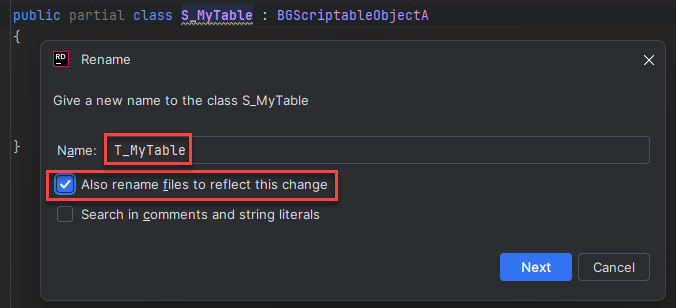 public partial class S_MyTable : BGScriptableObjectA
{
RD Rename
Give a new name to the class S_MyTable
Name: T_MyTable
Also rename files to reflect this change
Search in comments and string literals
}
Next Cancel